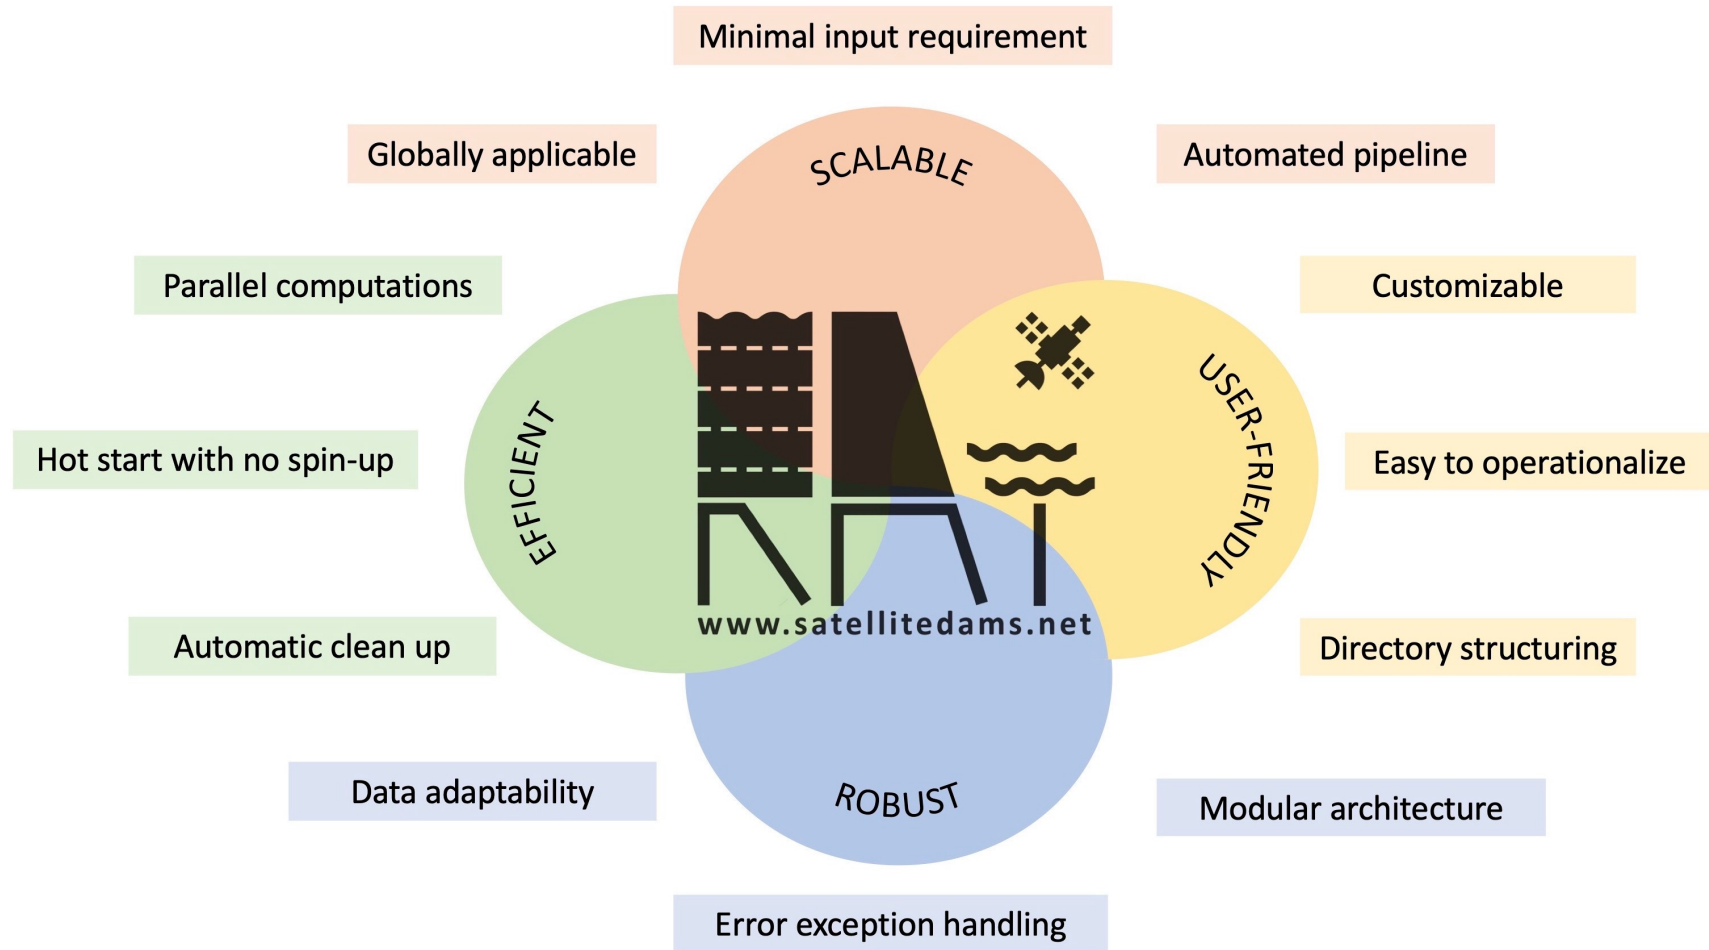 Minimal input requirement
Globally applicable
SCALABLE
Automated pipeline
Parallel computations
Customizable
EFFICIENT
USER-FRIENDLY
Hot start with no spin-up
Easy to operationalize
RAT
www.satellitedams.net
Automatic clean up
Directory structuring
Data adaptability
ROBUST
Modular architecture
Error exception handling